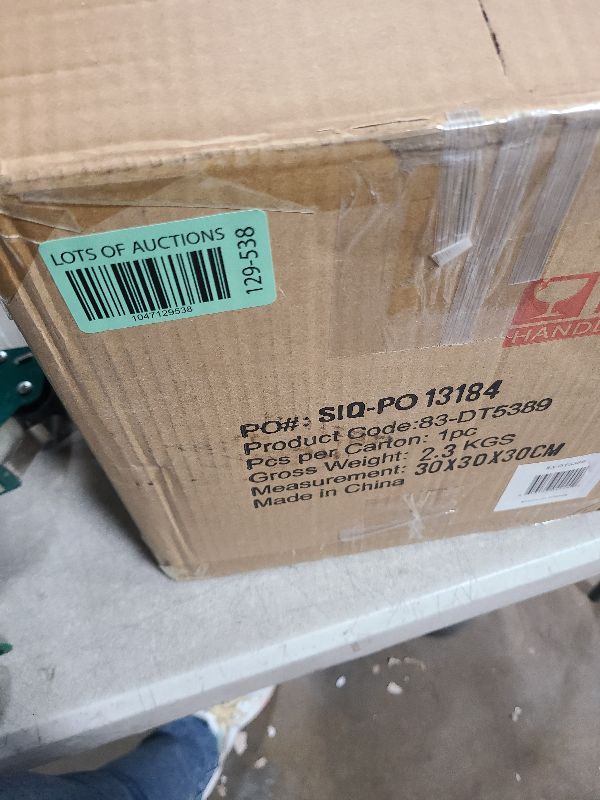 LOTS OF AUCTIONS
129-538
1047129538
HANDL
PO#: SIQ-PO 13184
Product Code:83-DT5389
Pcs per Carton: 1pc
Gross Weight: 2.3 KGS
Measurement: 30X30X30CM
Made in China